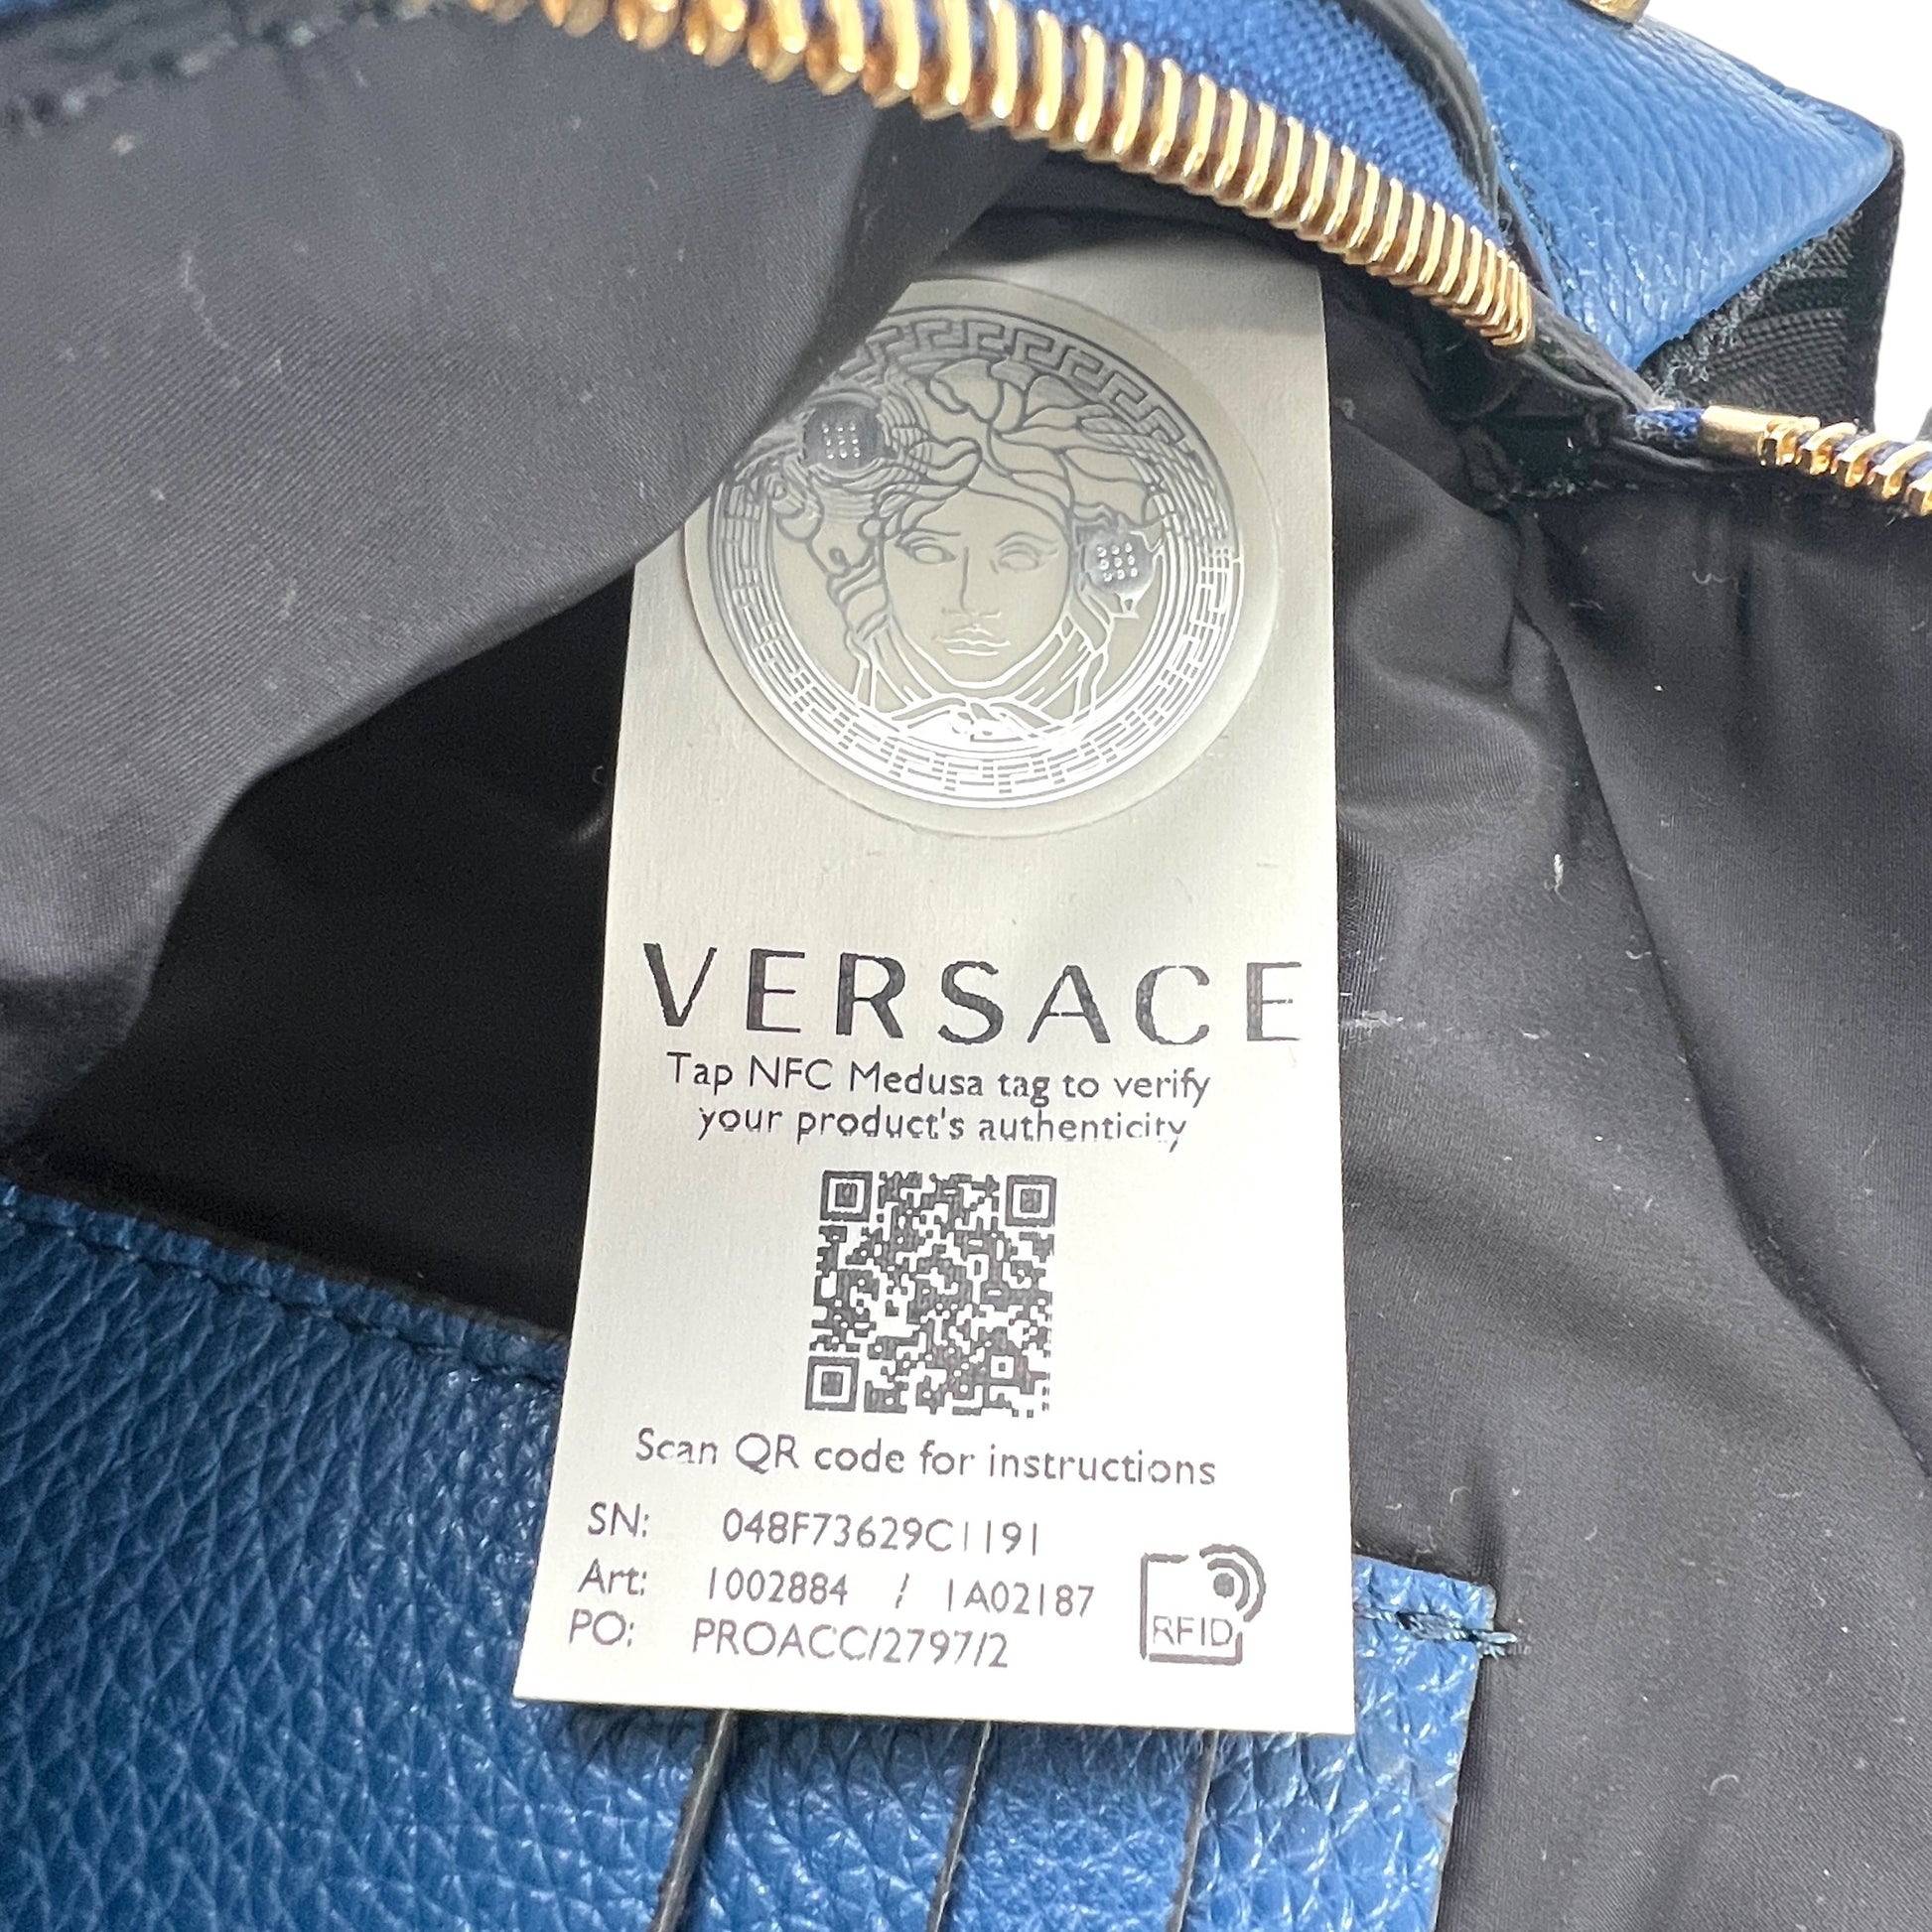 VERSACE
Tap NFC Medusa tag to verify
your product's authenticity
Scan QR code for instructions
SN: 048F73629C1191
Art: 1002884 / 1A02187
PO: PROACC/2797/2
RFID